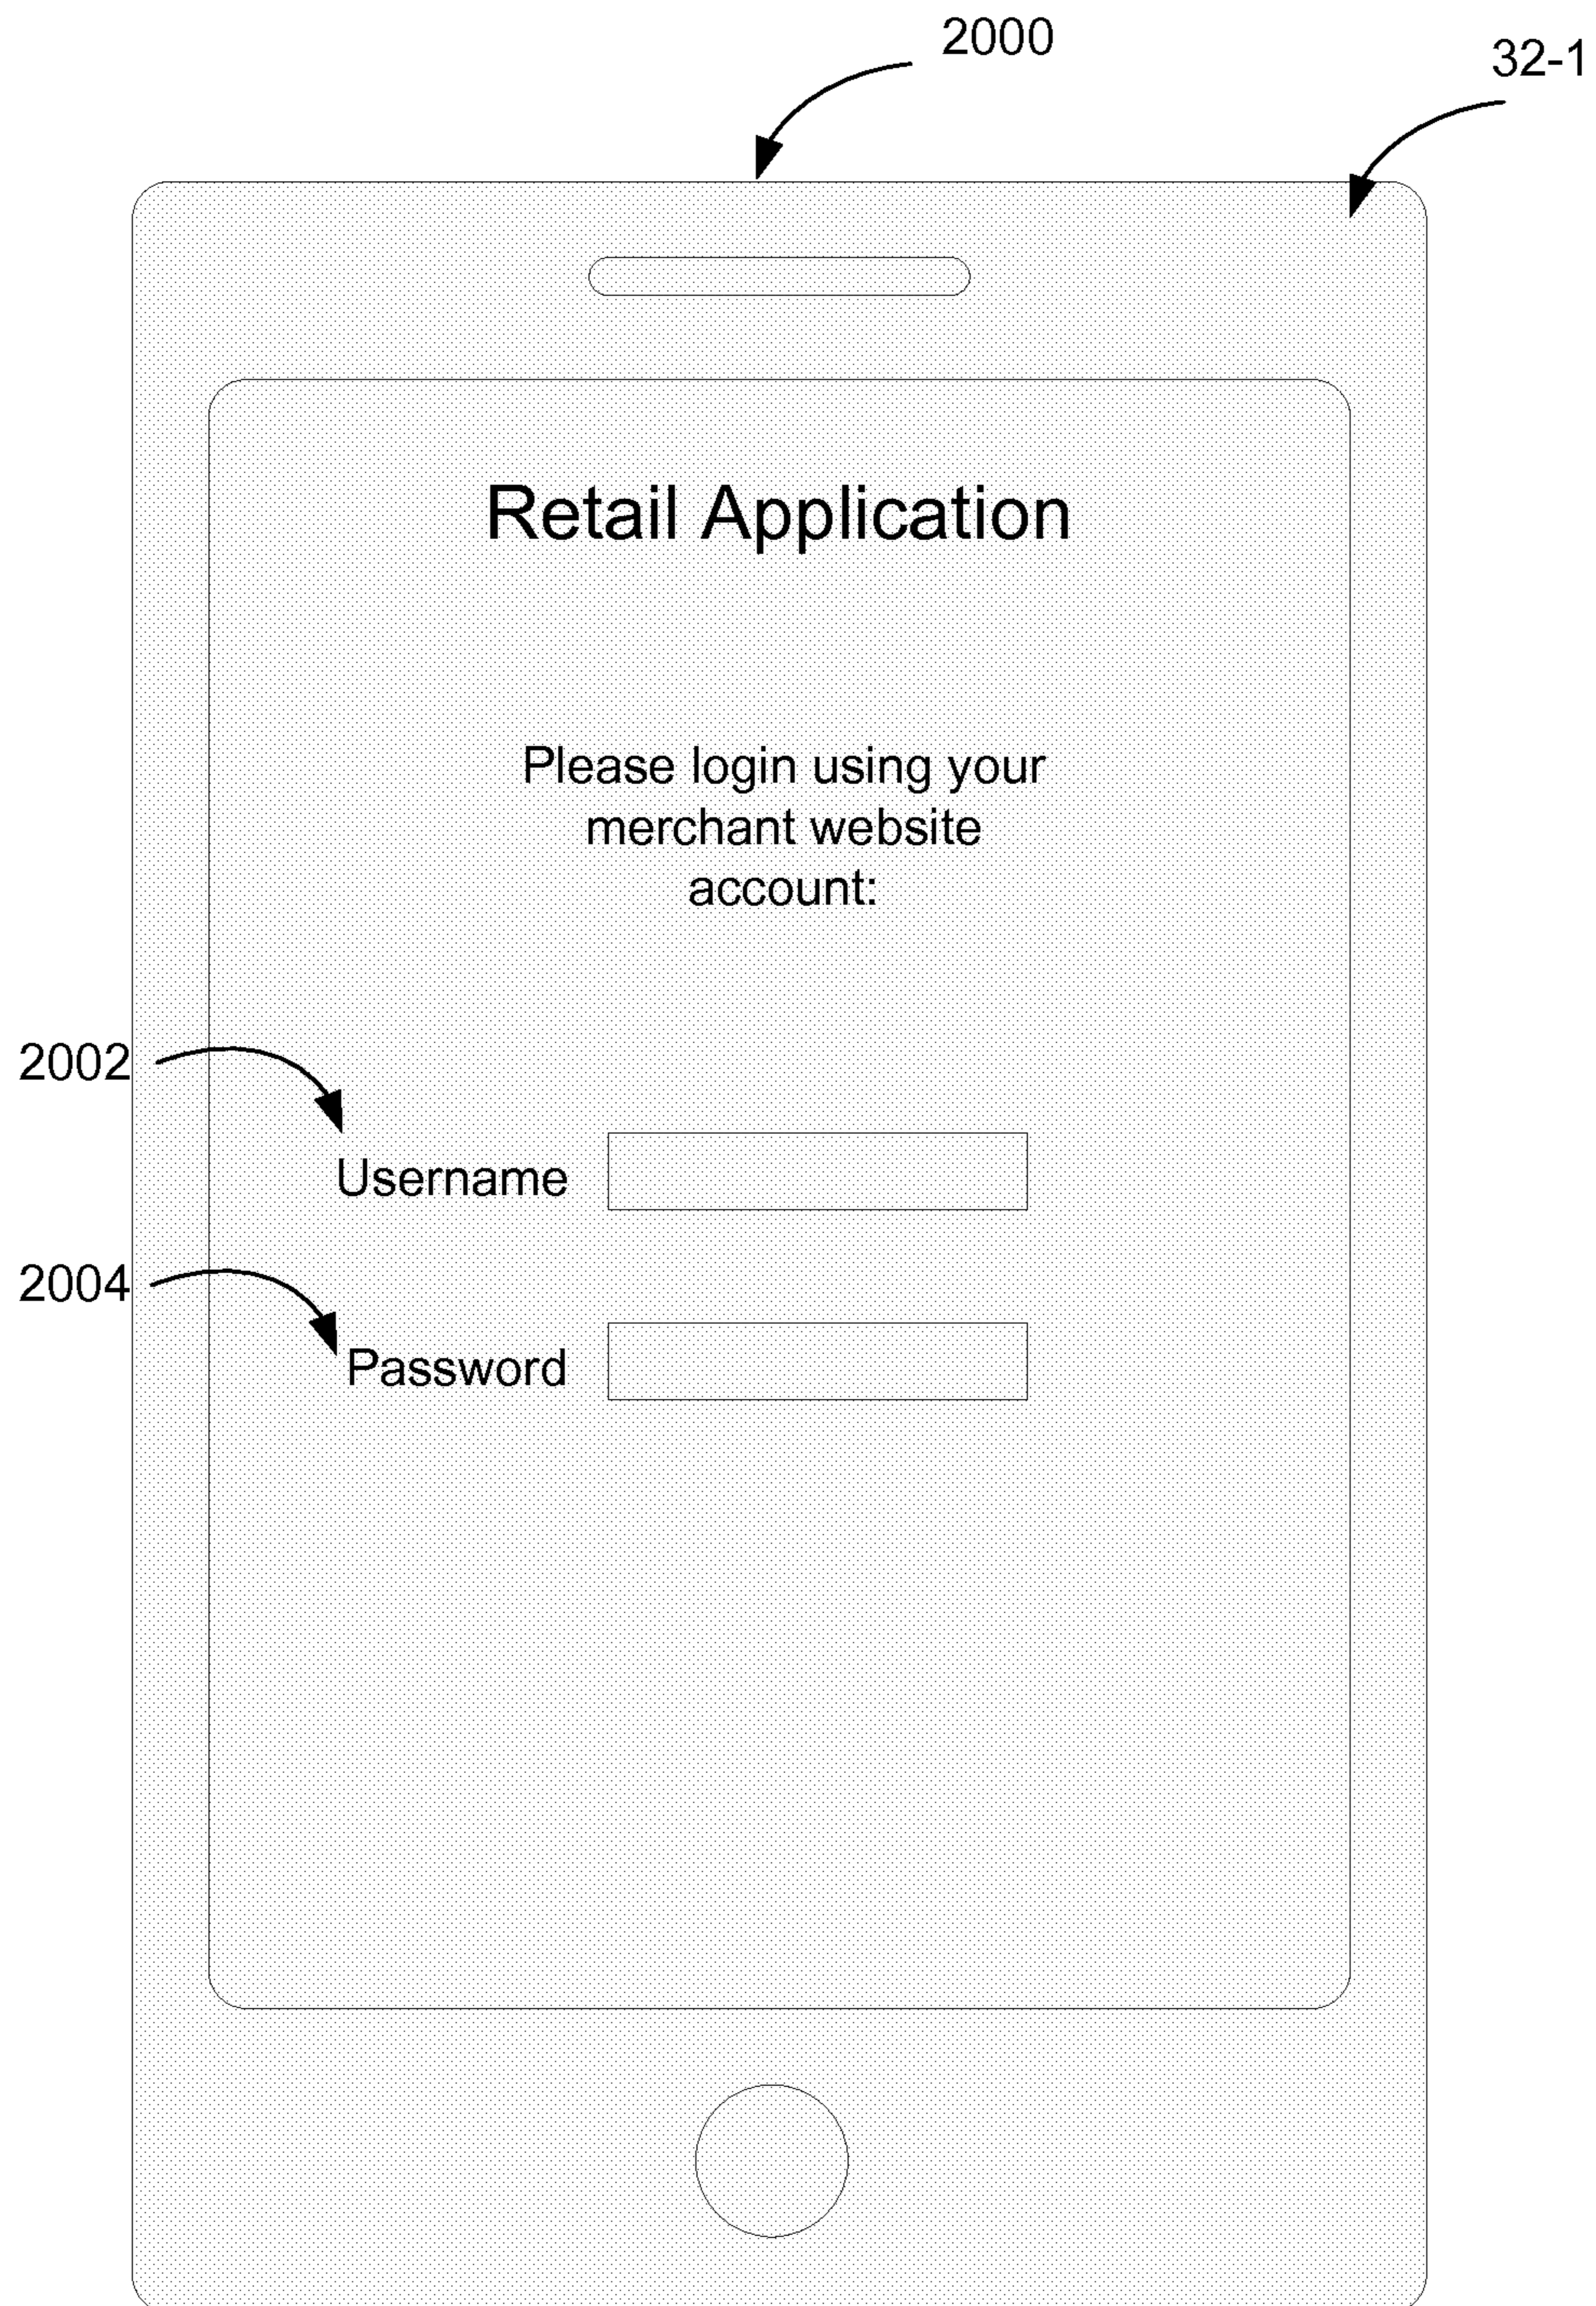 2000
32-1
Retail Application
Please login using your
merchant website
account:
2002
Username
2004
Password